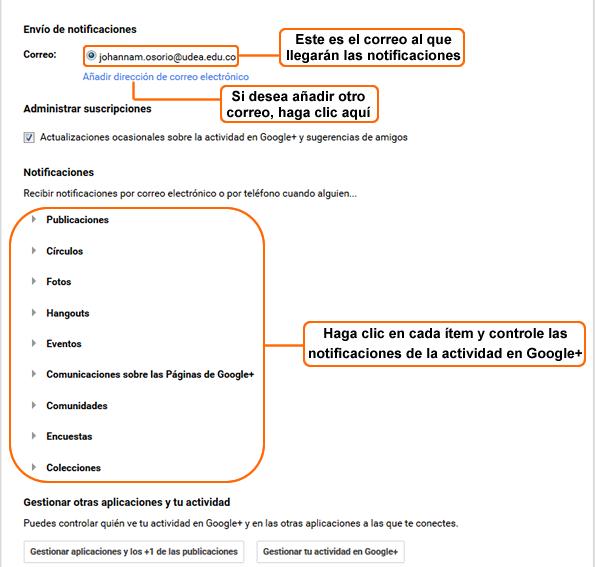 Envío de notificaciones
Este es el correo al que
llegarán las notificaciones
Correo:
johannam.osorio@udea.edu.co
Añadir dirección de correo electrónico
Si desea añadir otro
correo, haga clic aquí
Administrar suscripciones
Actualizaciones ocasionales sobre la actividad en Google+ y sugerencias de amigos
Notificaciones
Recibir notificaciones por correo electrónico o por teléfono cuando alguien...
Publicaciones
Círculos
Fotos
Hangouts
Eventos
Comunicaciones sobre las Páginas de Google+
Comunidades
Encuestas
Colecciones
Haga clic en cada ítem y controle las
notificaciones de la actividad en Google+
Gestionar otras aplicaciones y tu actividad
Puedes controlar quién ve tu actividad en Google+ y en las otras aplicaciones a las que te conectes.
Gestionar aplicaciones y los +1 de las publicaciones
Gestionar tu actividad en Google+